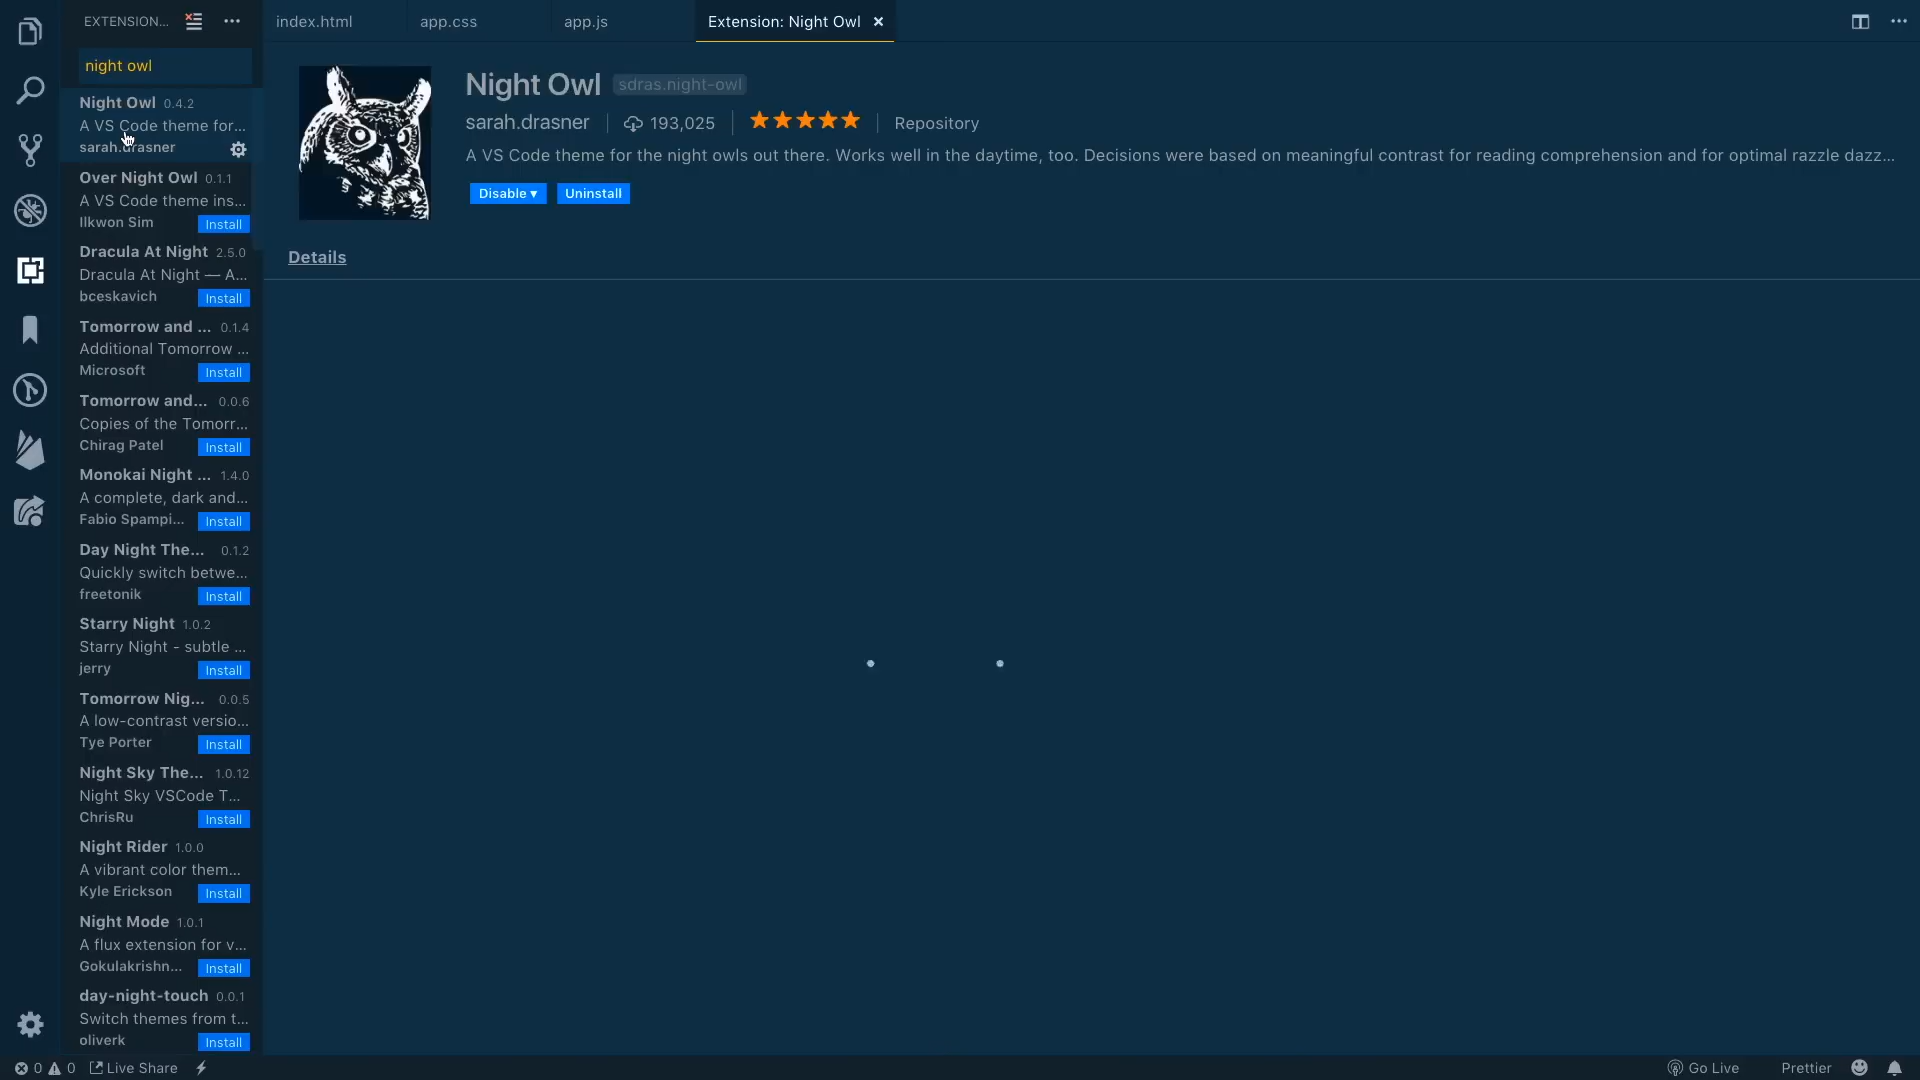 EXTENSION...
index.html
app.css
app.js
Extension: Night Owl
night owl
Night Owl 0.4.2
A VS Code theme for...
sarah.drasner
Over Night Owl 0.1.1
A VS Code theme ins...
Ilkwon Sim Install
Dracula At Night 2.5.0
Dracula At Night — A...
bceskavich Install
Tomorrow and ... 0.1.4
Additional Tomorrow ...
Microsoft Install
Tomorrow and... 0.0.6
Copies of the Tomorr...
Chirag Patel Install
Monokai Night ... 1.4.0
A complete, dark and...
Fabio Spampi... Install
Day Night The... 0.1.2
Quickly switch betwe...
freetonik Install
Starry Night 1.0.2
Starry Night - subtle ...
jerry Install
Tomorrow Nig... 0.0.5
A low-contrast versio...
Tye Porter Install
Night Sky The... 1.0.12
Night Sky VSCode T...
ChrisRu Install
Night Rider 1.0.0
A vibrant color them...
Kyle Erickson Install
Night Mode 1.0.1
A flux extension for v...
Gokulakrishn... Install
day-night-touch 0.0.1
Switch themes from t...
oliverk Install
Night Owl sdras.night-owl
sarah.drasner 193,025 Repository
A VS Code theme for the night owls out there. Works well in the daytime, too. Decisions were based on meaningful contrast for reading comprehension and for optimal razzle dazz...
Disable Uninstall
Details
0 0 Live Share
Go Live
Prettier